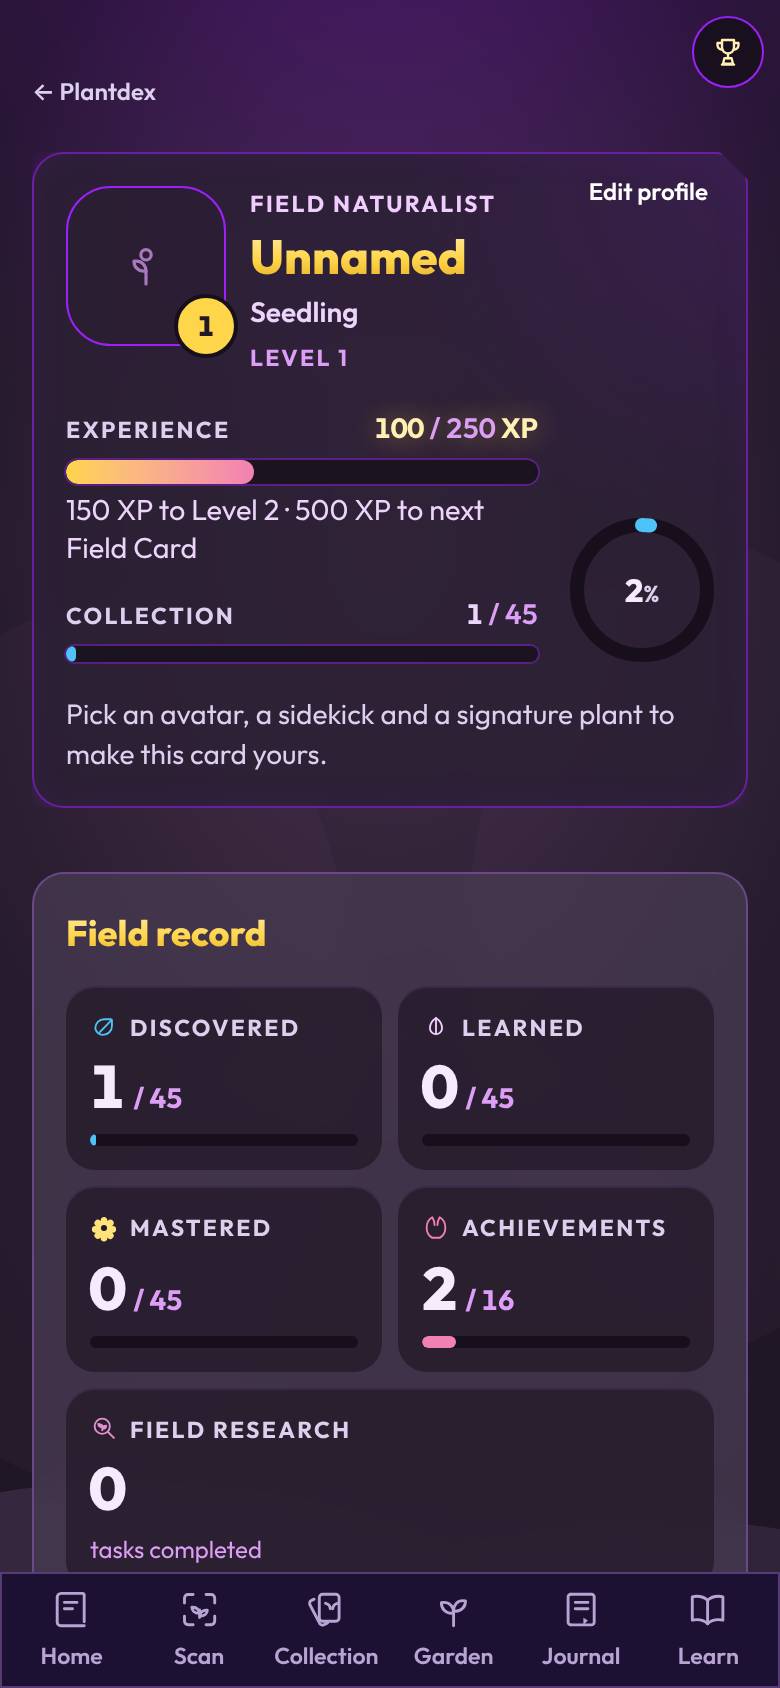 ← Plantdex
Edit profile
FIELD NATURALIST
Unnamed
1
Seedling
LEVEL 1
EXPERIENCE 100 / 250 XP
150 XP to Level 2 · 500 XP to next
Field Card
2%
COLLECTION 1 / 45
Pick an avatar, a sidekick and a signature plant to
make this card yours.
Field record
DISCOVERED
1 / 45
LEARNED
0 / 45
MASTERED
0 / 45
ACHIEVEMENTS
2 / 16
FIELD RESEARCH
0
tasks completed
Home Scan Collection Garden Journal Learn